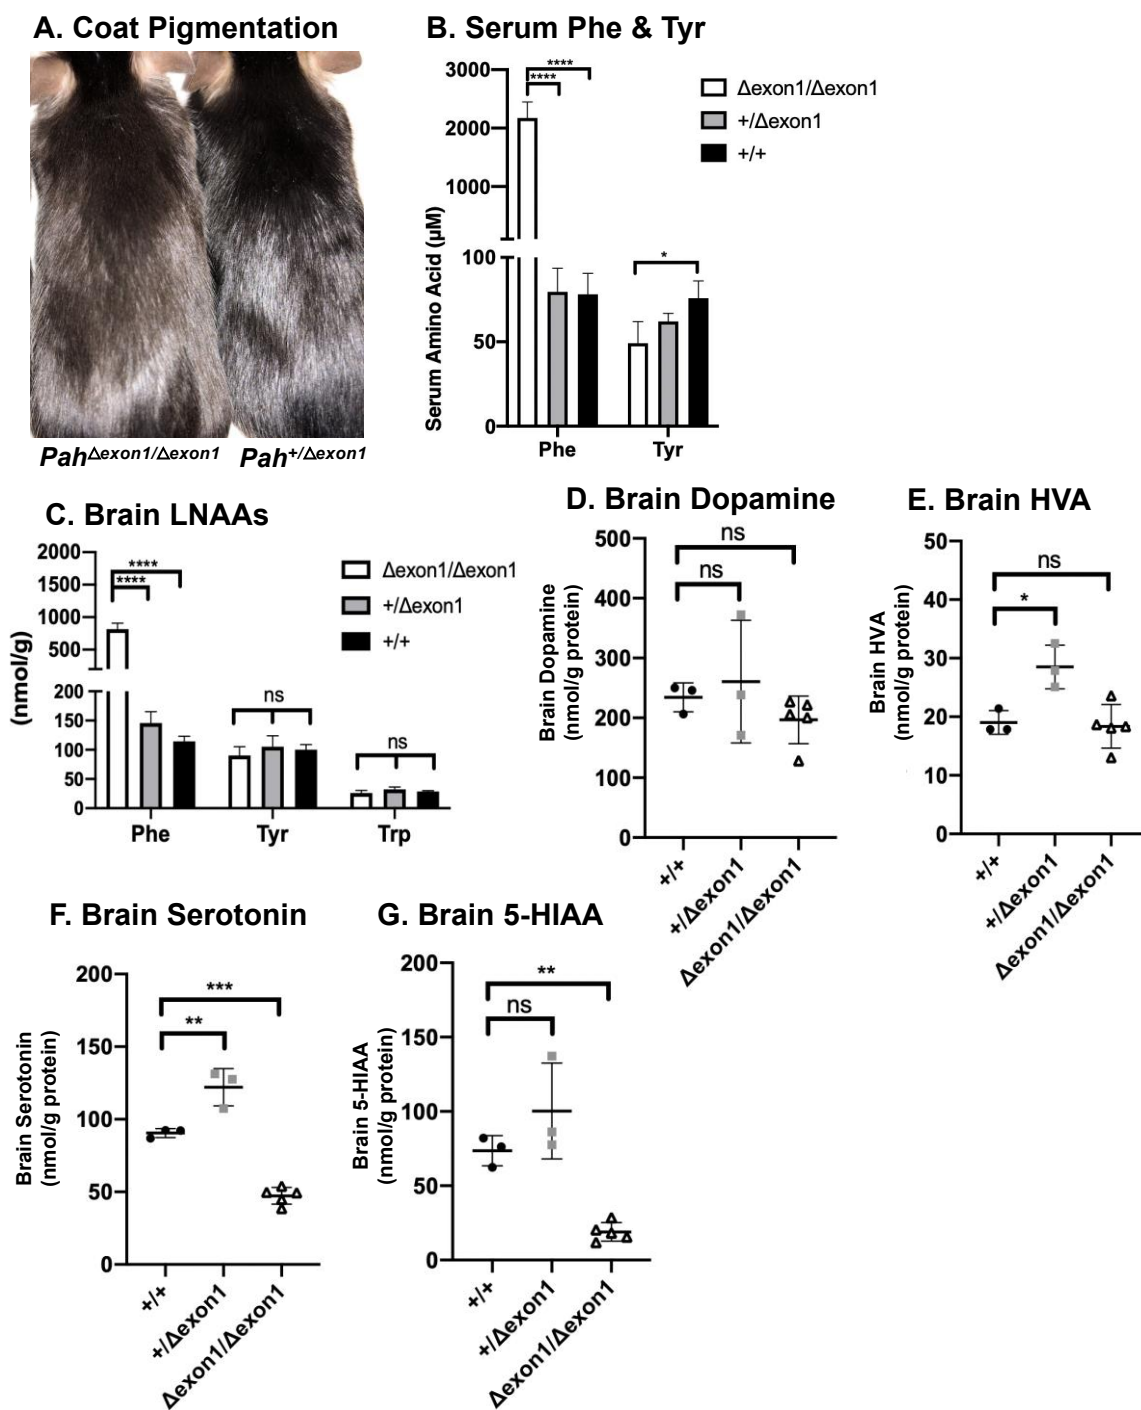 A. Coat Pigmentation
Pah^Δexon1/Δexon1 Pah^+/Δexon1
B. Serum Phe & Tyr
Serum Amino Acid (µM)
3000
2000
1000
100
50
0
****
****
*
Phe Tyr
Δexon1/Δexon1
+/Δexon1
+/+
C. Brain LNAAs
(nmol/g)
2000
1500
1000
500
200
150
100
50
0
****
****
ns
ns
Phe Tyr Trp
Δexon1/Δexon1
+/Δexon1
+/+
D. Brain Dopamine
Brain Dopamine
(nmol/g protein)
500
400
300
200
100
0
ns
ns
+/+
+/Δexon1
Δexon1/Δexon1
E. Brain HVA
Brain HVA
(nmol/g protein)
50
40
30
20
10
0
ns
*
+/+
+/Δexon1
Δexon1/Δexon1
F. Brain Serotonin
Brain Serotonin
(nmol/g protein)
200
150
100
50
0
***
**
+/+
+/Δexon1
Δexon1/Δexon1
G. Brain 5-HIAA
Brain 5-HIAA
(nmol/g protein)
200
150
100
50
0
**
ns
+/+
+/Δexon1
Δexon1/Δexon1